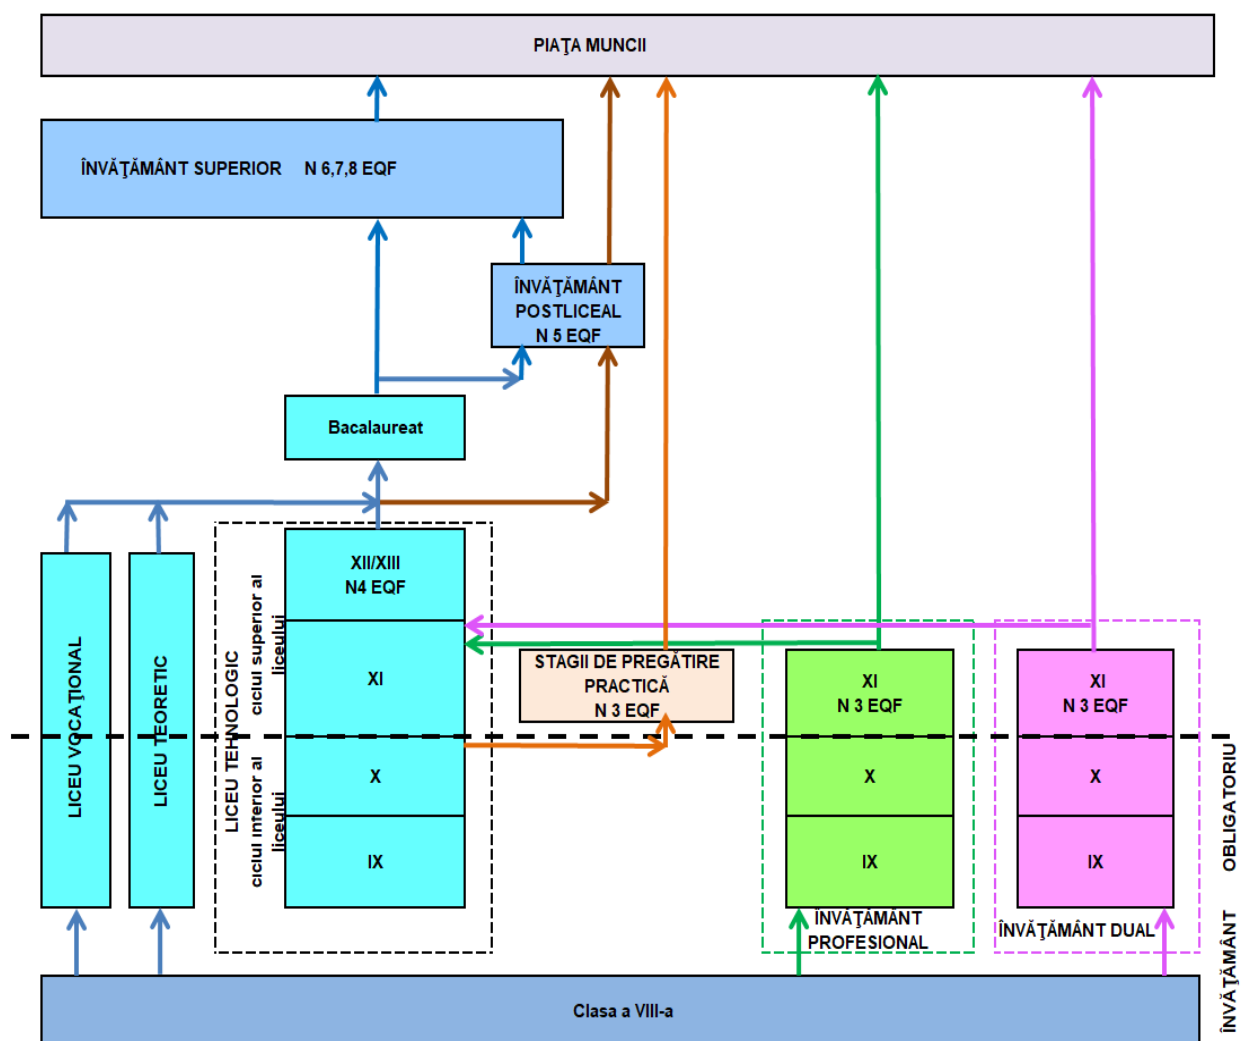 PIAŢA MUNCII
ÎNVĂŢĂMÂNT SUPERIOR N 6,7,8 EQF
ÎNVĂŢĂMÂNT
POSTLICEAL
N 5 EQF
Bacalaureat
LICEU VOCAŢIONAL
LICEU TEORETIC
LICEU TEHNOLOGIC
ciclul superior al
liceului
ciclul inferior al
liceului
XII/XIII
N4 EQF
XI
X
IX
STAGII DE PREGĂTIRE
PRACTICĂ
N 3 EQF
XI
N 3 EQF
X
IX
ÎNVĂŢĂMÂNT
PROFESIONAL
XI
N 3 EQF
X
IX
ÎNVĂŢĂMÂNT DUAL
ÎNVĂŢĂMÂNT OBLIGATORIU
Clasa a VIII-a